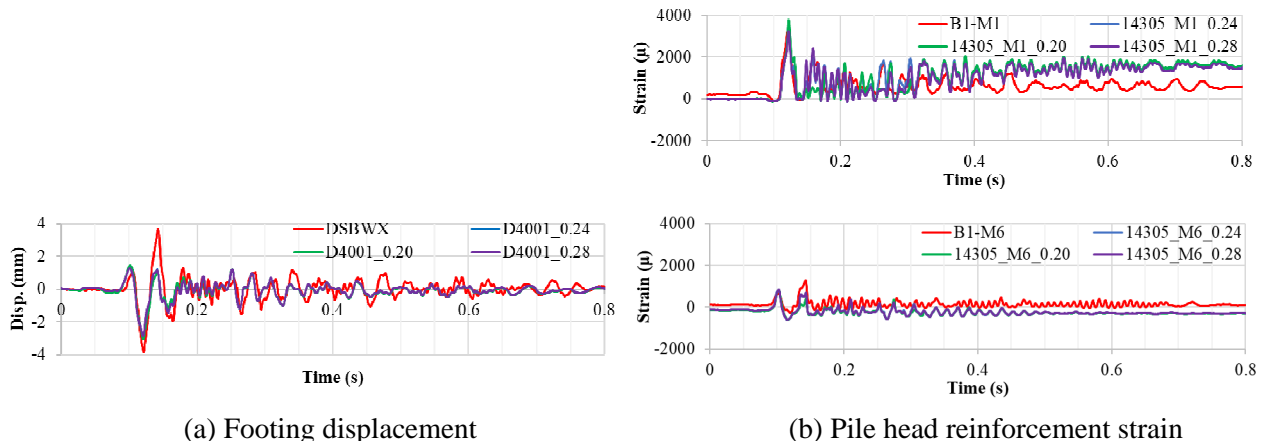 B1-M1
14305_M1_0.24
14305_M1_0.20
14305_M1_0.28
Strain (μ)
4000
2000
0
-2000
0
0.2
0.4
0.6
0.8
Time (s)
DSBWX
D4001_0.24
D4001_0.20
D4001_0.28
Disp. (mm)
4
2
0
-2
-4
0
0.2
0.4
0.6
0.8
Time (s)
B1-M6
14305_M6_0.24
14305_M6_0.20
14305_M6_0.28
Strain (μ)
4000
2000
0
-2000
0
0.2
0.4
0.6
0.8
Time (s)
(a) Footing displacement
(b) Pile head reinforcement strain